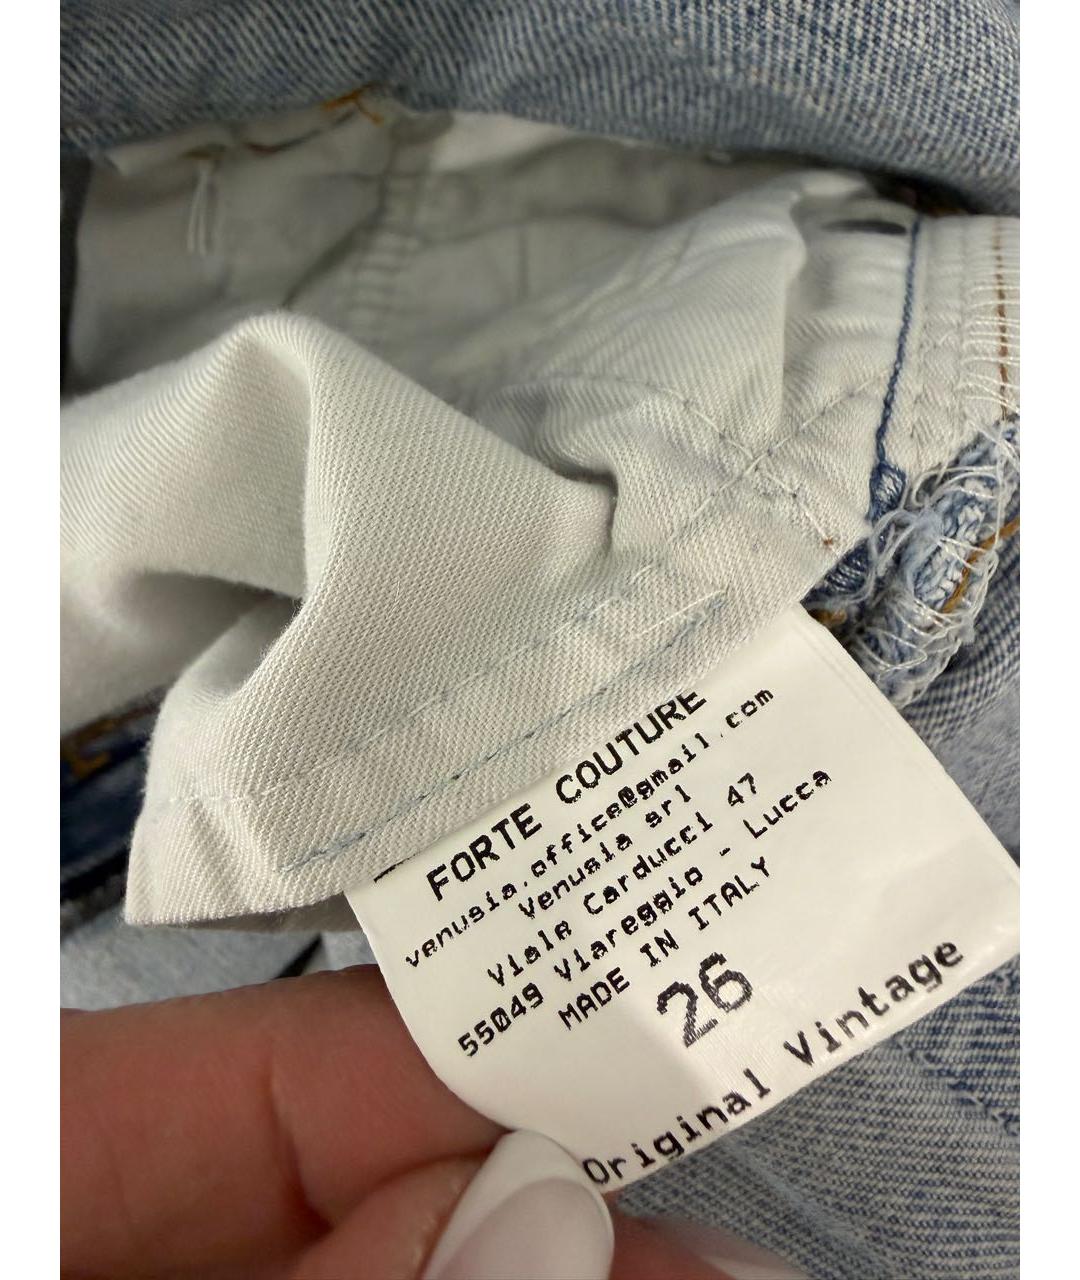 FORTE COUTURE
venusia.office@gmail.com
Venusia srl
Viale Carducci 47
55049 Viareggio - Lucca
MADE IN ITALY
26
Original Vintage